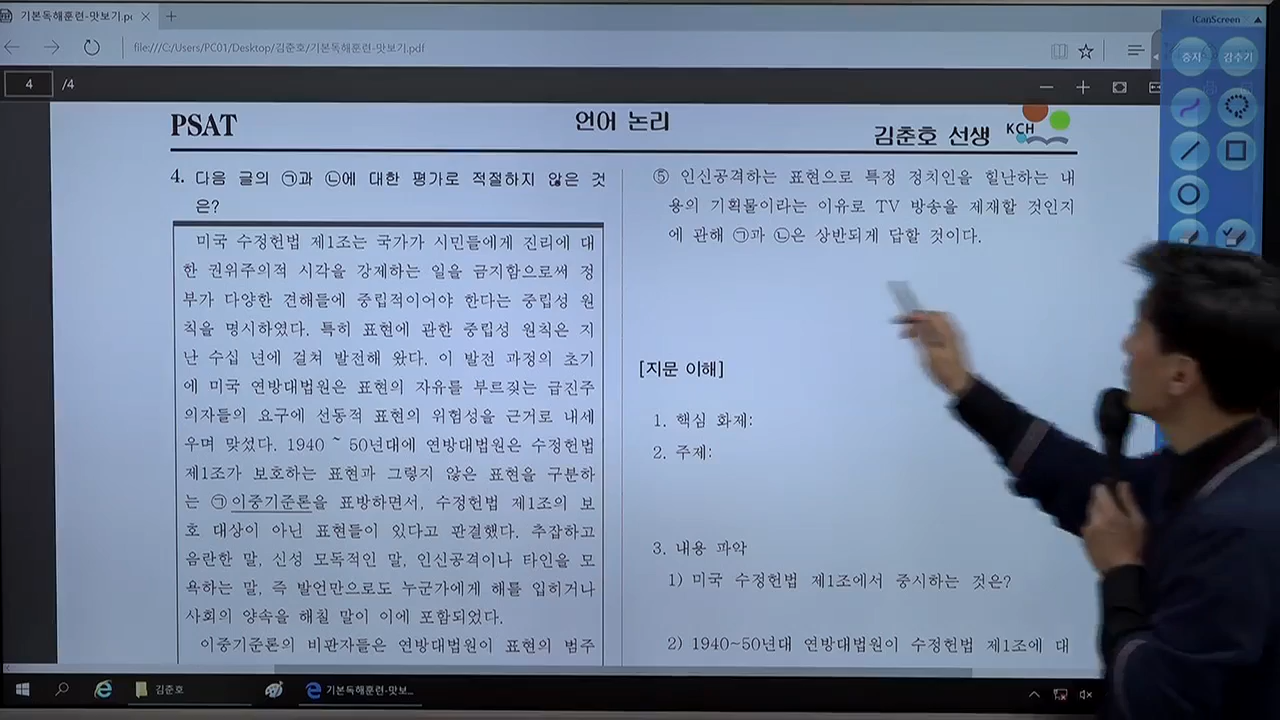 기본독해훈련-맛보기.pc
ICanScreen
file:///C:/Users/PC01/Desktop/김준호/기본독해훈련-맛보기.pdf
중지
감추기
4 /4
PSAT
언어 논리
김춘호 선생
KCH
4. 다음 글의 ㉠과 ㉡에 대한 평가로 적절하지 않은 것
은?
미국 수정헌법 제1조는 국가가 시민들에게 진리에 대
한 권위주의적 시각을 강제하는 일을 금지함으로써 정
부가 다양한 견해들에 중립적이어야 한다는 중립성 원
칙을 명시하였다. 특히 표현에 관한 중립성 원칙은 지
난 수십 년에 걸쳐 발전해 왔다. 이 발전 과정의 초기
에 미국 연방대법원은 표현의 자유를 부르짖는 급진주
의자들의 요구에 선동적 표현의 위험성을 근거로 내세
우며 맞섰다. 1940 ~ 50년대에 연방대법원은 수정헌법
제1조가 보호하는 표현과 그렇지 않은 표현을 구분하
는 ㉠이중기준론을 표방하면서, 수정헌법 제1조의 보
호 대상이 아닌 표현들이 있다고 판결했다. 추잡하고
음란한 말, 신성 모독적인 말, 인신공격이나 타인을 모
욕하는 말, 즉 발언만으로도 누군가에게 해를 입히거나
사회의 양속을 해칠 말이 이에 포함되었다.
이중기준론의 비판자들은 연방대법원이 표현의 범주
⑤ 인신공격하는 표현으로 특정 정치인을 힐난하는 내
용의 기획물이라는 이유로 TV 방송을 제재할 것인지
에 관해 ㉠과 ㉡은 상반되게 답할 것이다.
[지문 이해]
1. 핵심 화제:
2. 주제:
3. 내용 파악
1) 미국 수정헌법 제1조에서 중시하는 것은?
2) 1940~50년대 연방대법원이 수정헌법 제1조에 대
김준호
기본독해훈련-맛보...